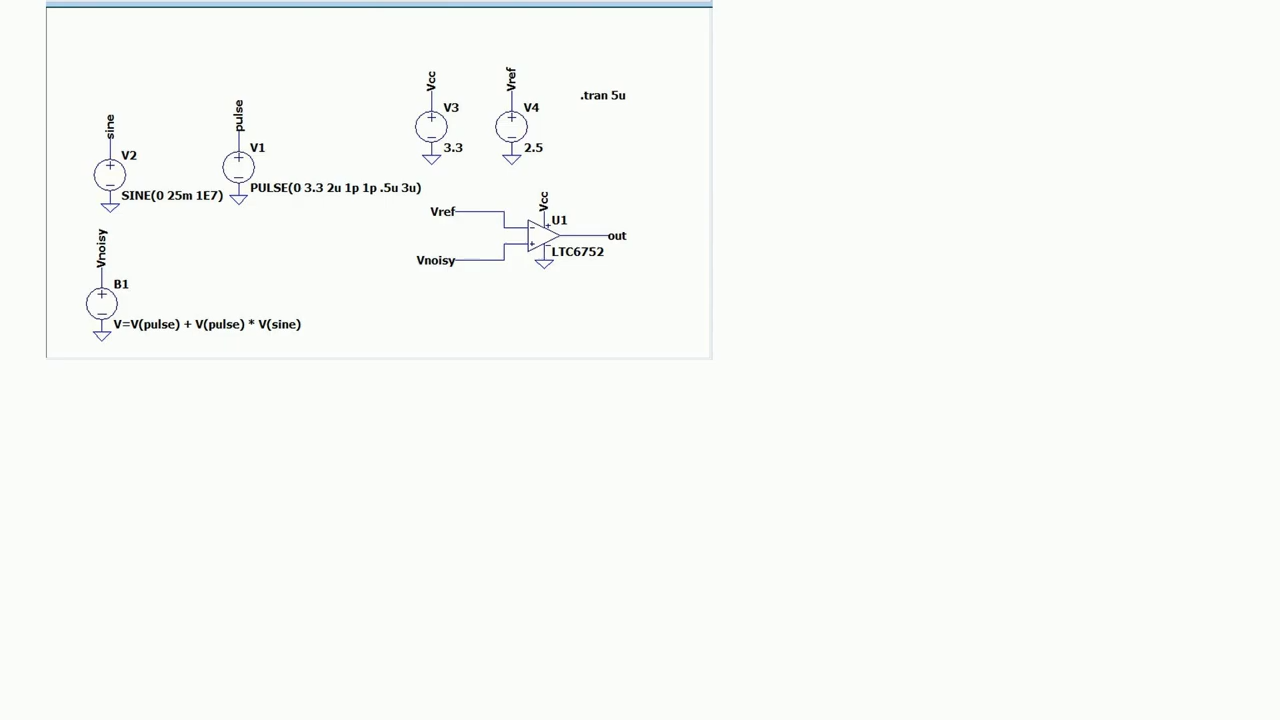 Vcc
Vref
.tran 5u
pulse
sine
V3
V4
V1
V2
3.3
2.5
PULSE(0 3.3 2u 1p 1p .5u 3u)
SINE(0 25m 1E7)
Vcc
Vref
U1
out
LTC6752
Vnoisy
Vnoisy
B1
V=V(pulse) + V(pulse) * V(sine)